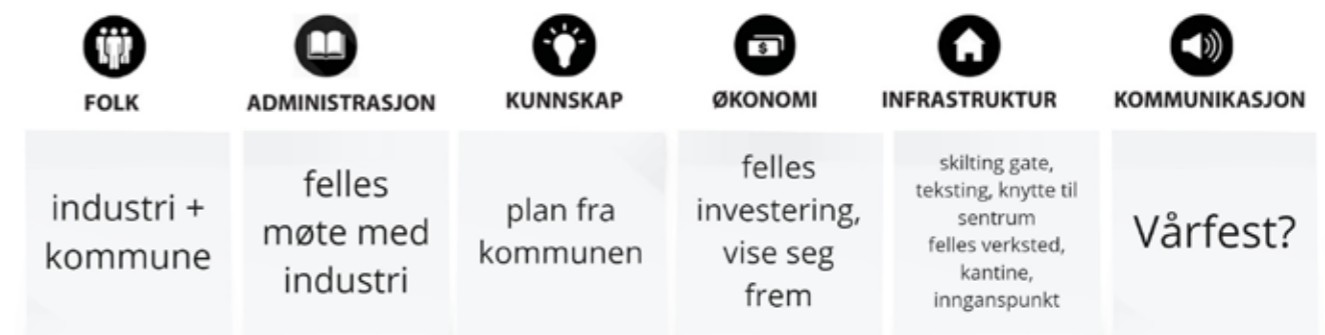 FOLK
ADMINISTRASJON
KUNNSKAP
ØKONOMI
INFRASTRUKTUR
KOMMUNIKASJON
industri +
kommune
felles
møte med
industri
plan fra
kommunen
felles
investering,
vise seg
frem
skilting gate,
teksting, knytte til
sentrum
felles verksted,
kantine,
innganspunkt
Vårfest?